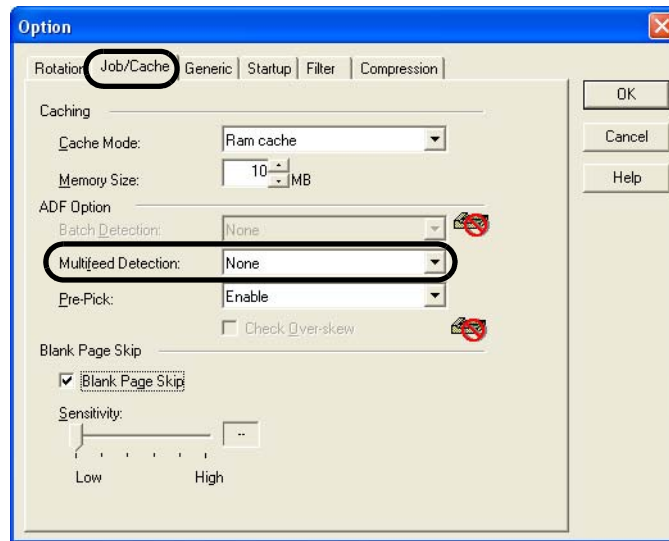 Option
Rotation Job/Cache Generic Startup Filter Compression
OK
Cancel
Help
Caching
Cache Mode: Ram cache
Memory Size: 10 MB
ADF Option
Batch Detection: None
Multifeed Detection: None
Pre-Pick: Enable
Check Over-skew
Blank Page Skip
Blank Page Skip
Sensitivity:
--
Low High